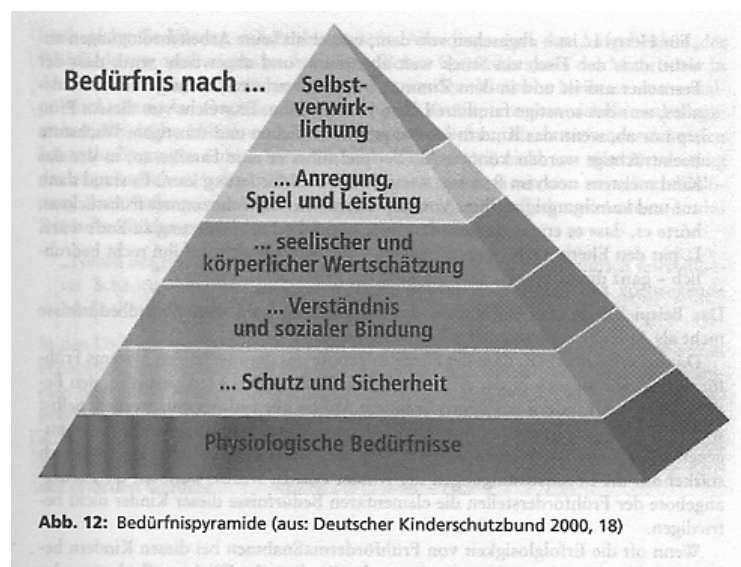 Bedürfnis nach ...
Selbst-
verwirk-
lichung
... Anregung,
Spiel und Leistung
... seelischer und
körperlicher Wertschätzung
... Verständnis
und sozialer Bindung
... Schutz und Sicherheit
Physiologische Bedürfnisse
Abb. 12: Bedürfnispyramide (aus: Deutscher Kinderschutzbund 2000, 18)